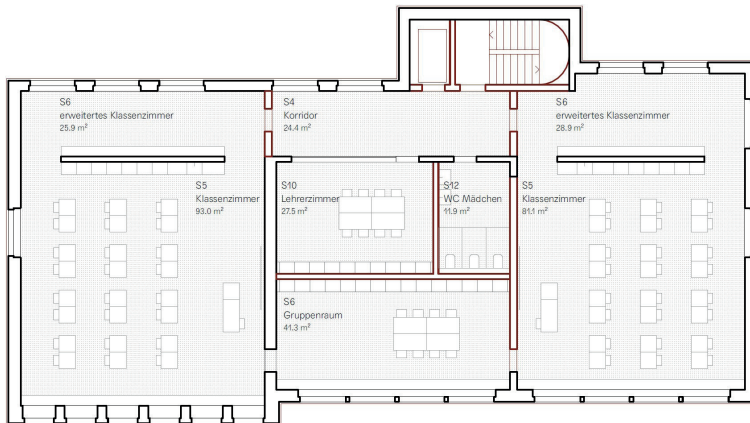 S6
erweitertes Klassenzimmer
25.9 m²
S4
Korridor
24.4 m²
S6
erweitertes Klassenzimmer
28.9 m²
S5
Klassenzimmer
93.0 m²
S10
Lehrerzimmer
27.5 m²
S12
WC Mädchen
11.9 m²
S5
Klassenzimmer
81.1 m²
S6
Gruppenraum
41.3 m²